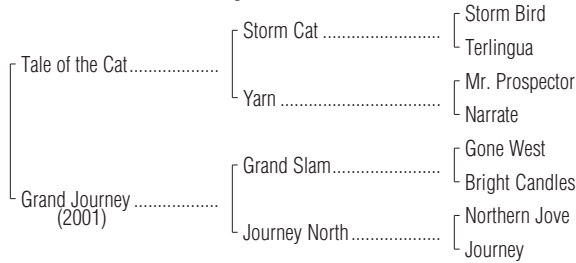 Storm Bird
Storm Cat ......................
Terlingua
Tale of the Cat..................
Mr. Prospector
Yarn ..............................
Narrate
Gone West
Grand Slam.....................
Bright Candles
Grand Journey ................
(2001)
Northern Jove
Journey North.................
Journey